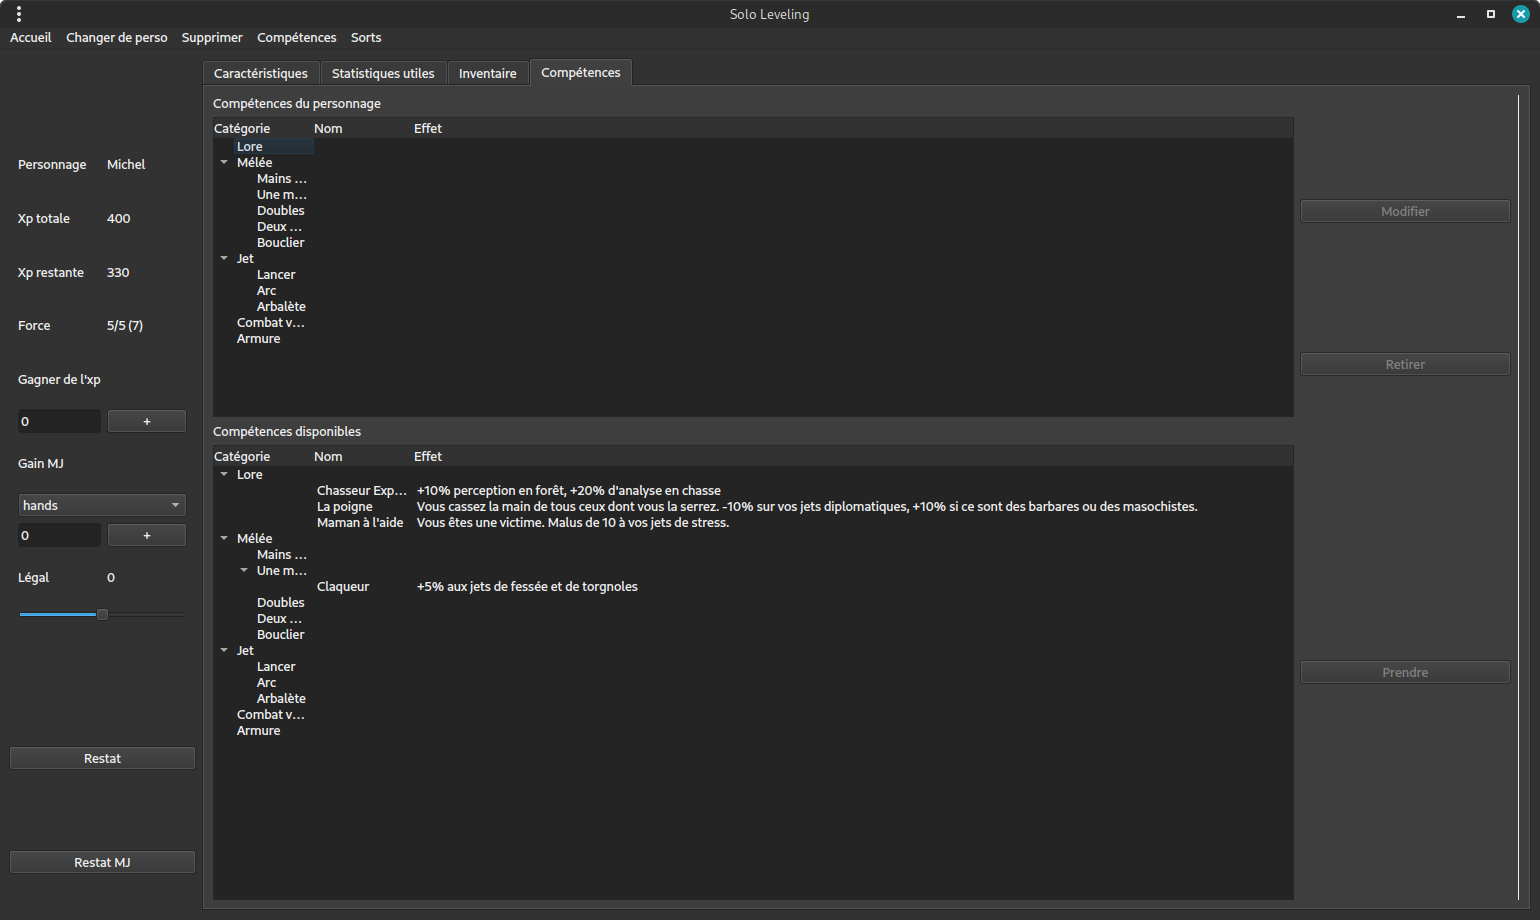 Solo Leveling
Accueil Changer de perso Supprimer Compétences Sorts
Caractéristiques Statistiques utiles Inventaire Compétences
Personnage Michel
Xp totale 400
Xp restante 330
Force 5/5 (7)
Gagner de l'xp
0 +
Gain MJ
hands
0 +
Légal 0
Restat
Restat MJ
Compétences du personnage
Catégorie Nom Effet
Lore
Mélée
Mains ...
Une m...
Doubles
Deux ...
Bouclier
Jet
Lancer
Arc
Arbalète
Combat v...
Armure
Compétences disponibles
Catégorie Nom Effet
Lore
Chasseur Exp... +10% perception en forêt, +20% d'analyse en chasse
La poigne Vous cassez la main de tous ceux dont vous la serrez. -10% sur vos jets diplomatiques, +10% si ce sont des barbares ou des masochistes.
Maman à l'aide Vous êtes une victime. Malus de 10 à vos jets de stress.
Mélée
Mains ...
Une m...
Claqueur +5% aux jets de fessée et de torgnoles
Doubles
Deux ...
Bouclier
Jet
Lancer
Arc
Arbalète
Combat v...
Armure
Modifier
Retirer
Prendre